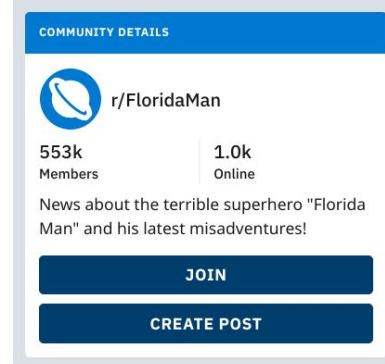 COMMUNITY DETAILS
r/FloridaMan
553k 1.0k
Members Online
News about the terrible superhero "Florida
Man" and his latest misadventures!
JOIN
CREATE POST